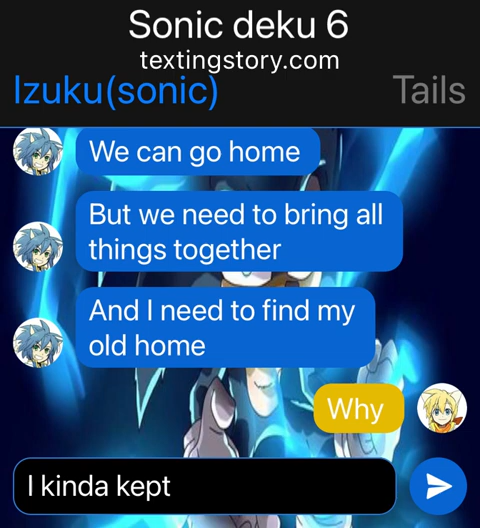 Sonic deku 6
textingstory.com
Izuku(sonic) Tails
We can go home
But we need to bring all
things together
And I need to find my
old home
Why
I kinda kept